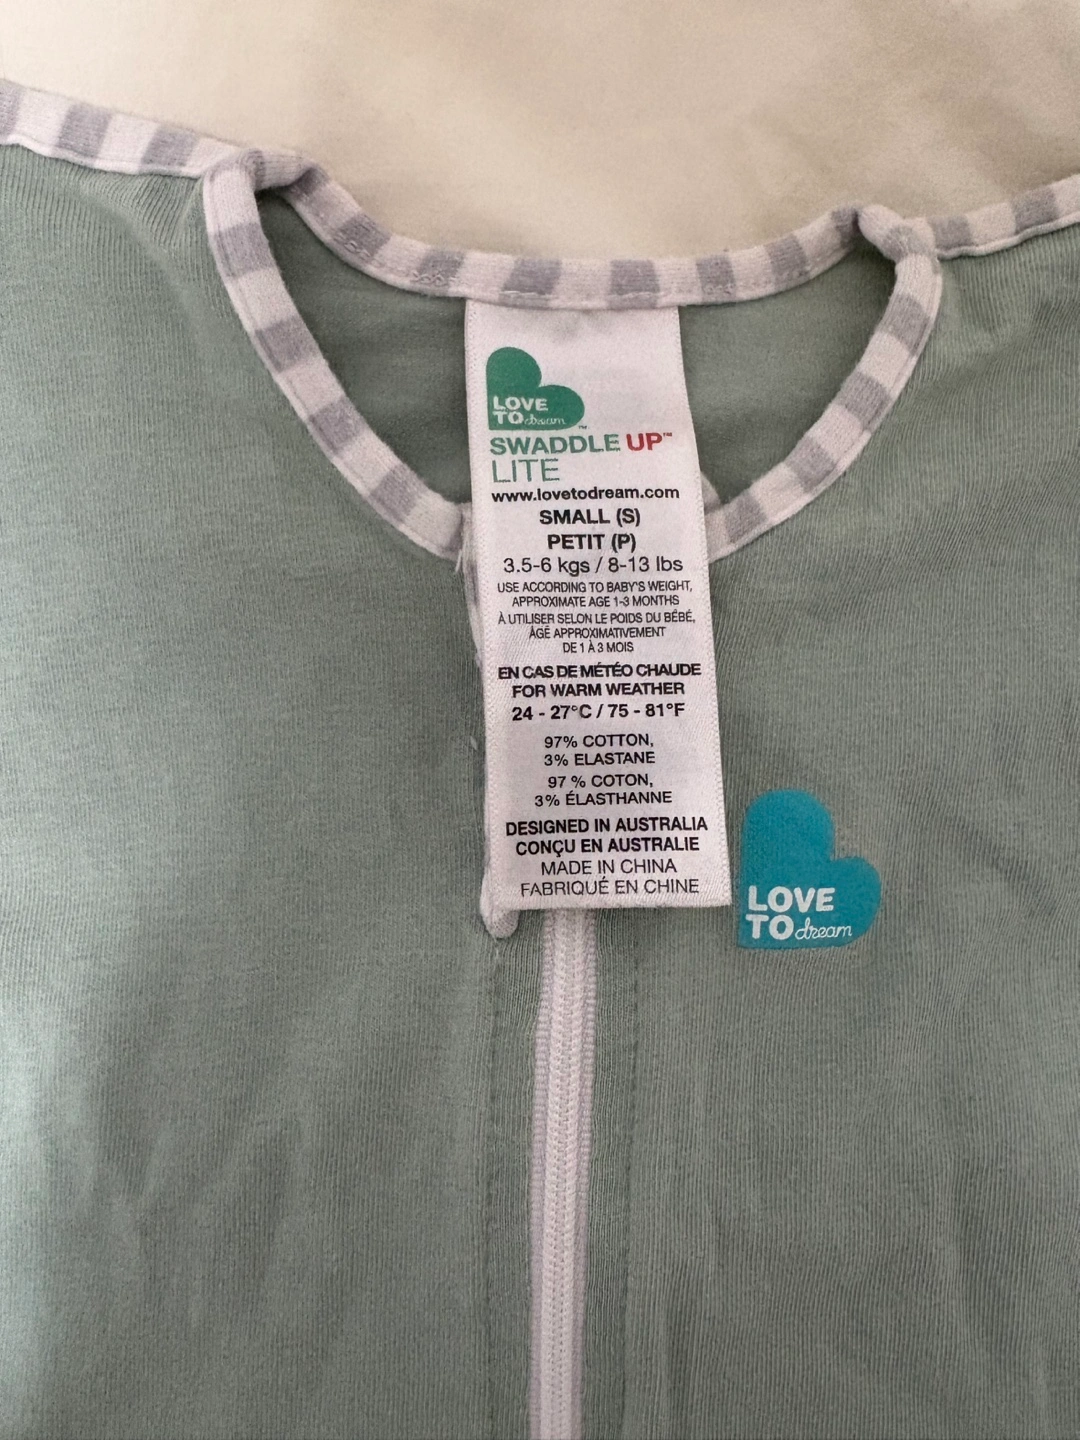 LOVE
TO dream™
SWADDLE UP™
LITE
www.lovetodream.com
SMALL (S)
PETIT (P)
3.5-6 kgs / 8-13 lbs
USE ACCORDING TO BABY'S WEIGHT,
APPROXIMATE AGE 1-3 MONTHS
À UTILISER SELON LE POIDS DU BÉBÉ,
ÂGE APPROXIMATIVEMENT
DE 1 À 3 MOIS
EN CAS DE MÉTÉO CHAUDE
FOR WARM WEATHER
24 - 27°C / 75 - 81°F
97% COTTON,
3% ELASTANE
97 % COTON,
3% ÉLASTHANNE
DESIGNED IN AUSTRALIA
CONÇU EN AUSTRALIE
MADE IN CHINA
FABRIQUÉ EN CHINE
LOVE
TO dream